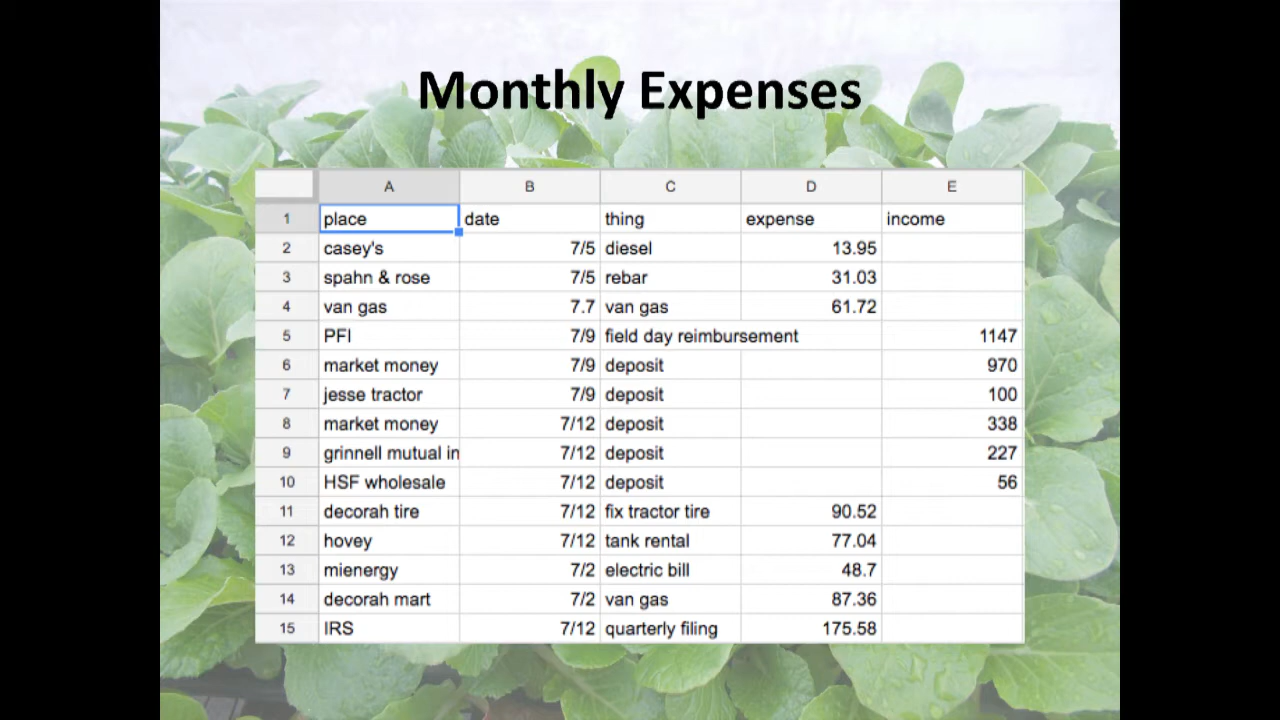 Monthly Expenses
A B C D E
1 place date thing expense income
2 casey's 7/5 diesel 13.95
3 spahn & rose 7/5 rebar 31.03
4 van gas 7.7 van gas 61.72
5 PFI 7/9 field day reimbursement 1147
6 market money 7/9 deposit 970
7 jesse tractor 7/9 deposit 100
8 market money 7/12 deposit 338
9 grinnell mutual in 7/12 deposit 227
10 HSF wholesale 7/12 deposit 56
11 decorah tire 7/12 fix tractor tire 90.52
12 hovey 7/12 tank rental 77.04
13 mienergy 7/2 electric bill 48.7
14 decorah mart 7/2 van gas 87.36
15 IRS 7/12 quarterly filing 175.58